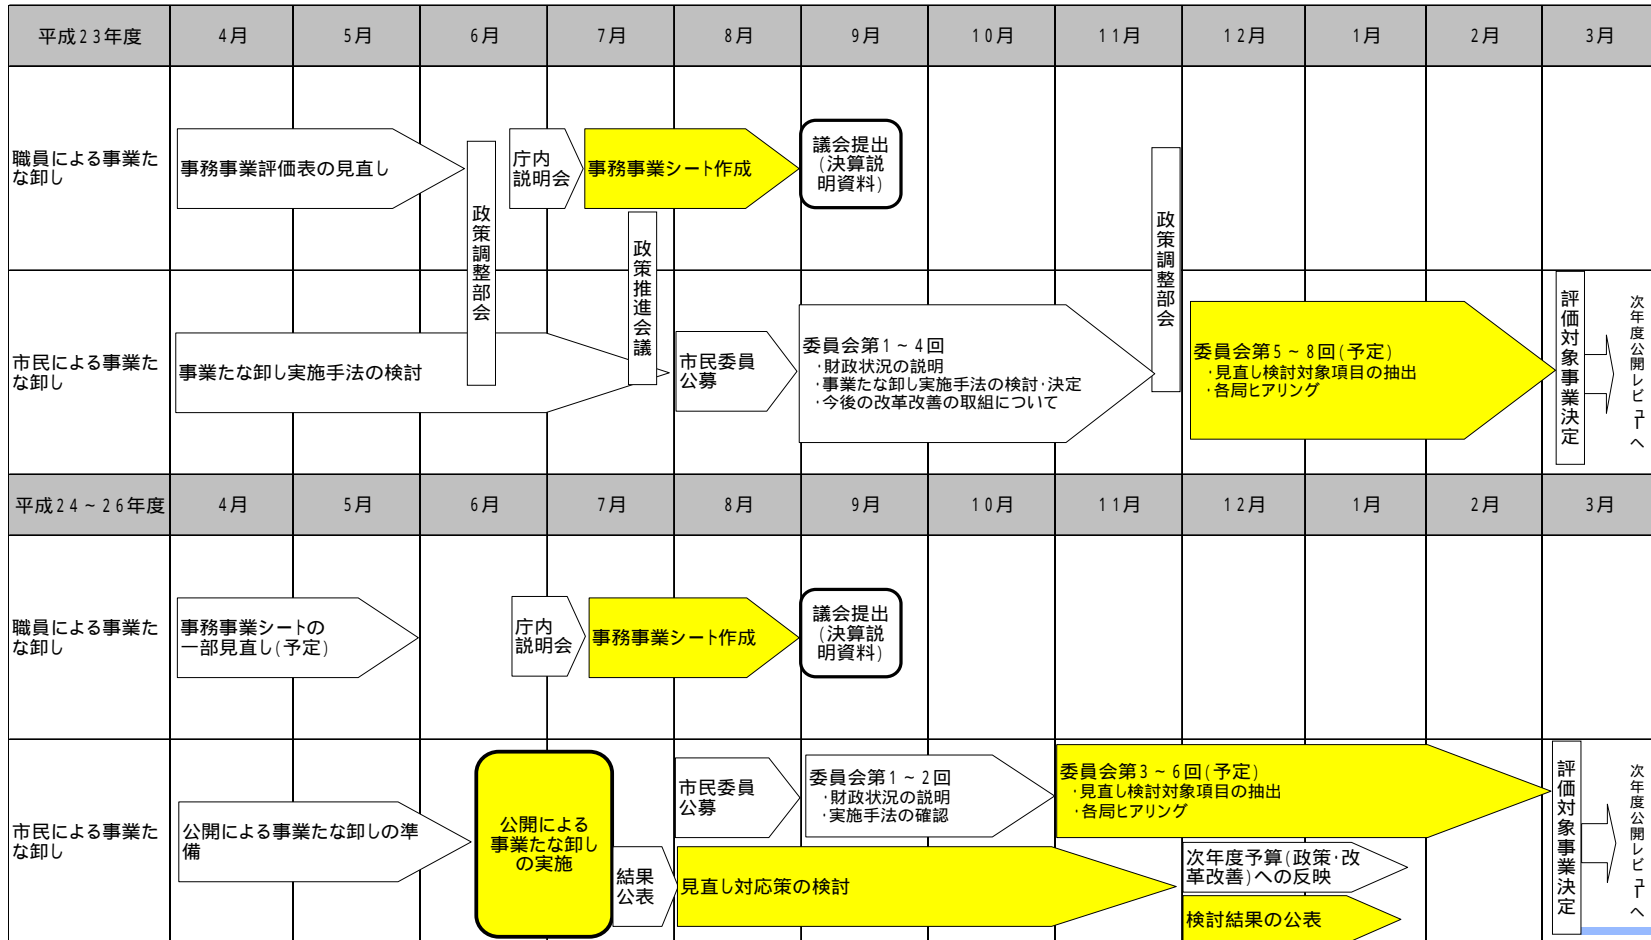 平成23年度 4月 5月 6月 7月 8月 9月 10月 11月 12月 1月 2月 3月
職員による事業た
な卸し
事務事業評価表の見直し
政策調整部会
庁内
説明会
事務事業シート作成
政策推進会議
議会提出
(決算説
明資料)
政策調整部会
市民による事業た
な卸し
事業たな卸し実施手法の検討
市民委員
公募
委員会第1~4回
・財政状況の説明
・事業たな卸し実施手法の検討・決定
・今後の改革改善の取組について
委員会第5~8回(予定)
・見直し検討対象項目の抽出
・各局ヒアリング
評価対象事業決定
次年度公開レビューへ
平成24~26年度 4月 5月 6月 7月 8月 9月 10月 11月 12月 1月 2月 3月
職員による事業た
な卸し
事務事業シートの
一部見直し(予定)
庁内
説明会
事務事業シート作成
議会提出
(決算説
明資料)
市民による事業た
な卸し
公開による事業たな卸しの準
備
公開による
事業たな卸し
の実施
結果
公表
市民委員
公募
委員会第1~2回
・財政状況の説明
・実施手法の確認
見直し対応策の検討
委員会第3~6回(予定)
・見直し検討対象項目の抽出
・各局ヒアリング
次年度予算(政策・改
革改善)への反映
検討結果の公表
評価対象事業決定
次年度公開レビューへ